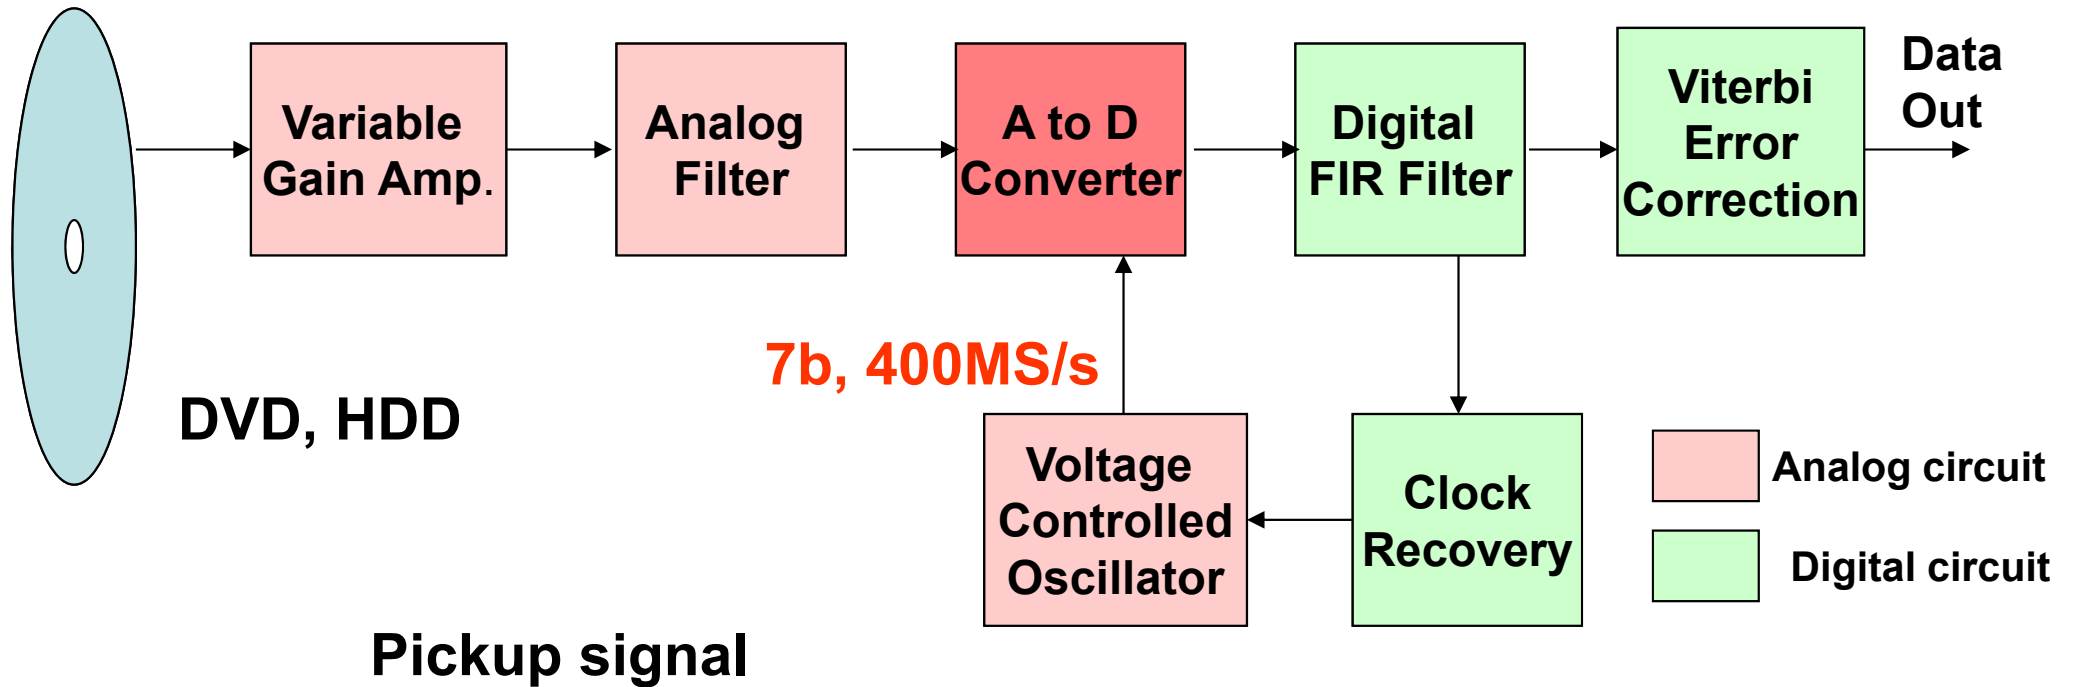 Variable
Gain Amp.
Analog
Filter
A to D
Converter
Digital
FIR Filter
Viterbi
Error
Correction
Data
Out
7b, 400MS/s
DVD, HDD
Voltage
Controlled
Oscillator
Clock
Recovery
Analog circuit
Digital circuit
Pickup signal